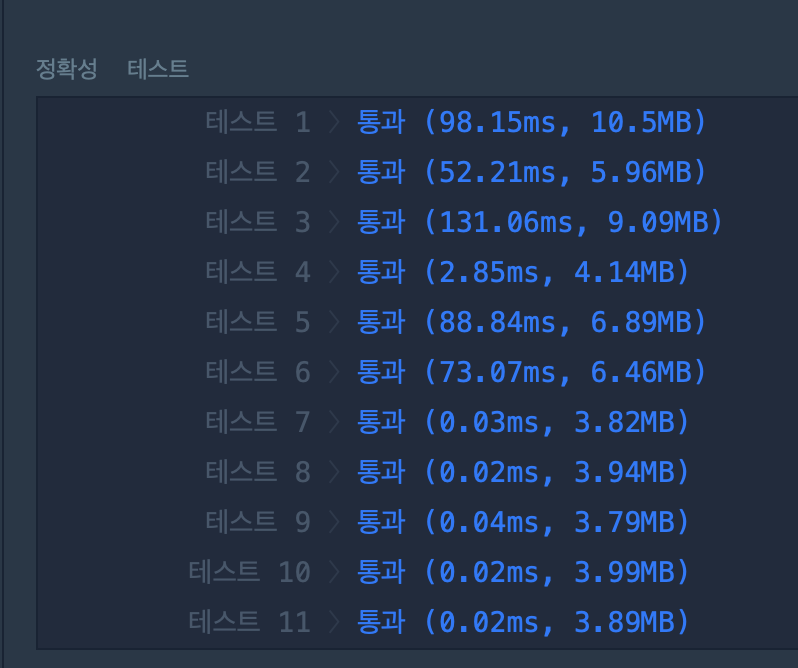 정확성 테스트
테스트 1 〉 통과 (98.15ms, 10.5MB)
테스트 2 〉 통과 (52.21ms, 5.96MB)
테스트 3 〉 통과 (131.06ms, 9.09MB)
테스트 4 〉 통과 (2.85ms, 4.14MB)
테스트 5 〉 통과 (88.84ms, 6.89MB)
테스트 6 〉 통과 (73.07ms, 6.46MB)
테스트 7 〉 통과 (0.03ms, 3.82MB)
테스트 8 〉 통과 (0.02ms, 3.94MB)
테스트 9 〉 통과 (0.04ms, 3.79MB)
테스트 10 〉 통과 (0.02ms, 3.99MB)
테스트 11 〉 통과 (0.02ms, 3.89MB)